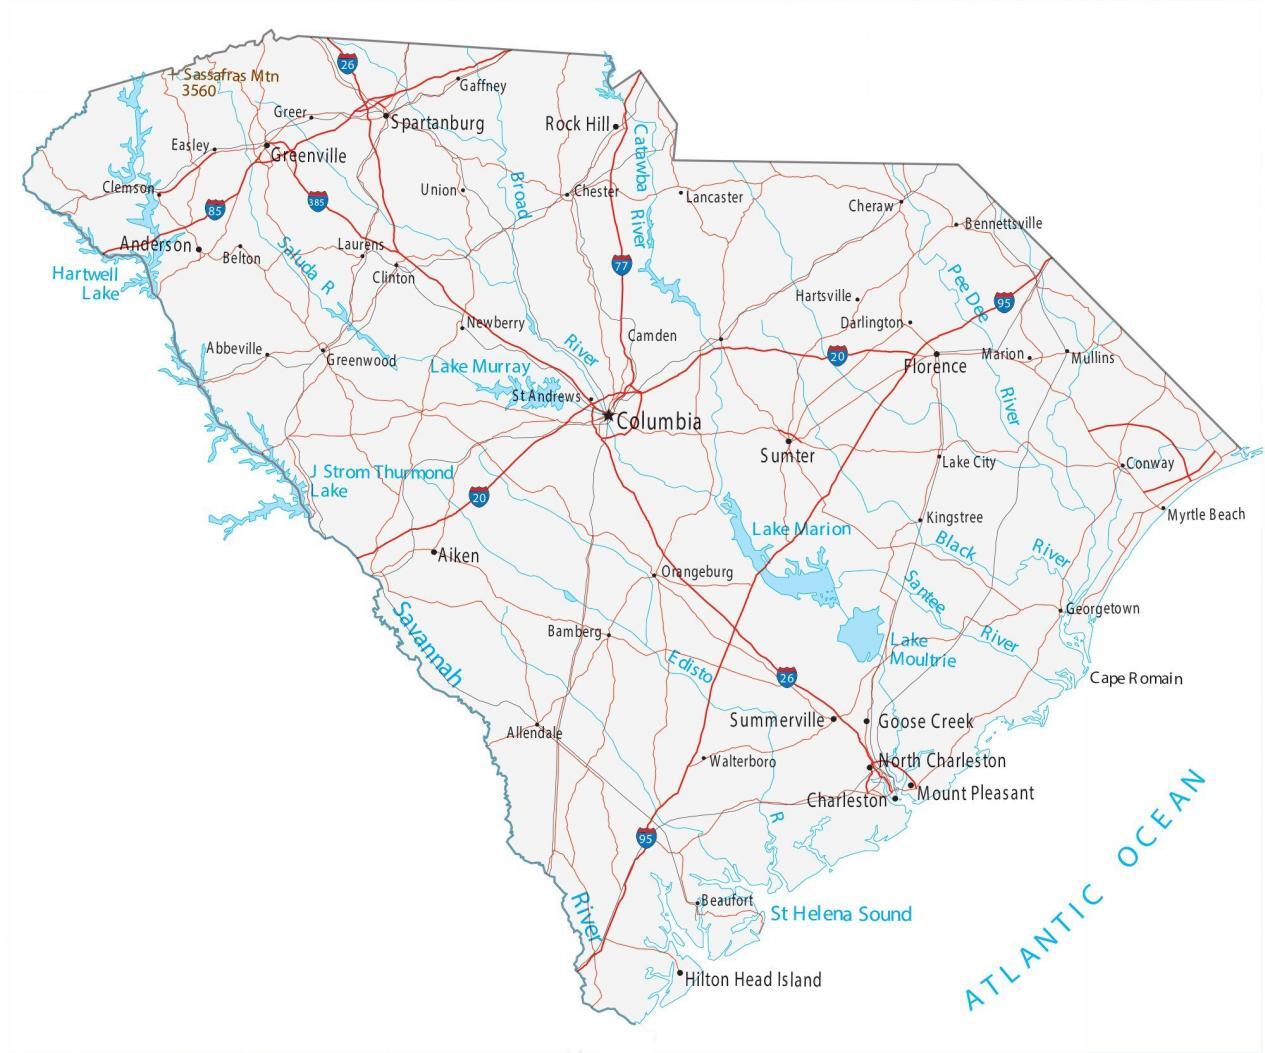 26
+ Sassafras Mtn
3560
Gaffney
Greer
Spartanburg
Rock Hill
Easley
Greenville
Catawba
River
Clemson
Union
Broad
Chester
Lancaster
385
85
Cheraw
Bennettsville
Anderson
Belton
Laurens
Saluda R
Clinton
77
Hartwell
Lake
Pee Dee
95
Hartsville
Darlington
Newberry
Camden
River
Abbeville
Greenwood
Lake Murray
20
Florence
Marion
Mullins
St Andrews
Columbia
River
Sumter
Lake City
Conway
J Strom Thurmond
Lake
20
Kingstree
Myrtle Beach
Lake Marion
Black
River
Aiken
Orangeburg
Santee
River
Georgetown
Savannah
Bamberg
Lake
Moultrie
Edisto
26
Cape Romain
Summerville
Goose Creek
Allendale
Walterboro
North Charleston
Mount Pleasant
Charleston
R
95
River
Beaufort
St Helena Sound
Hilton Head Island
ATLANTIC OCEAN